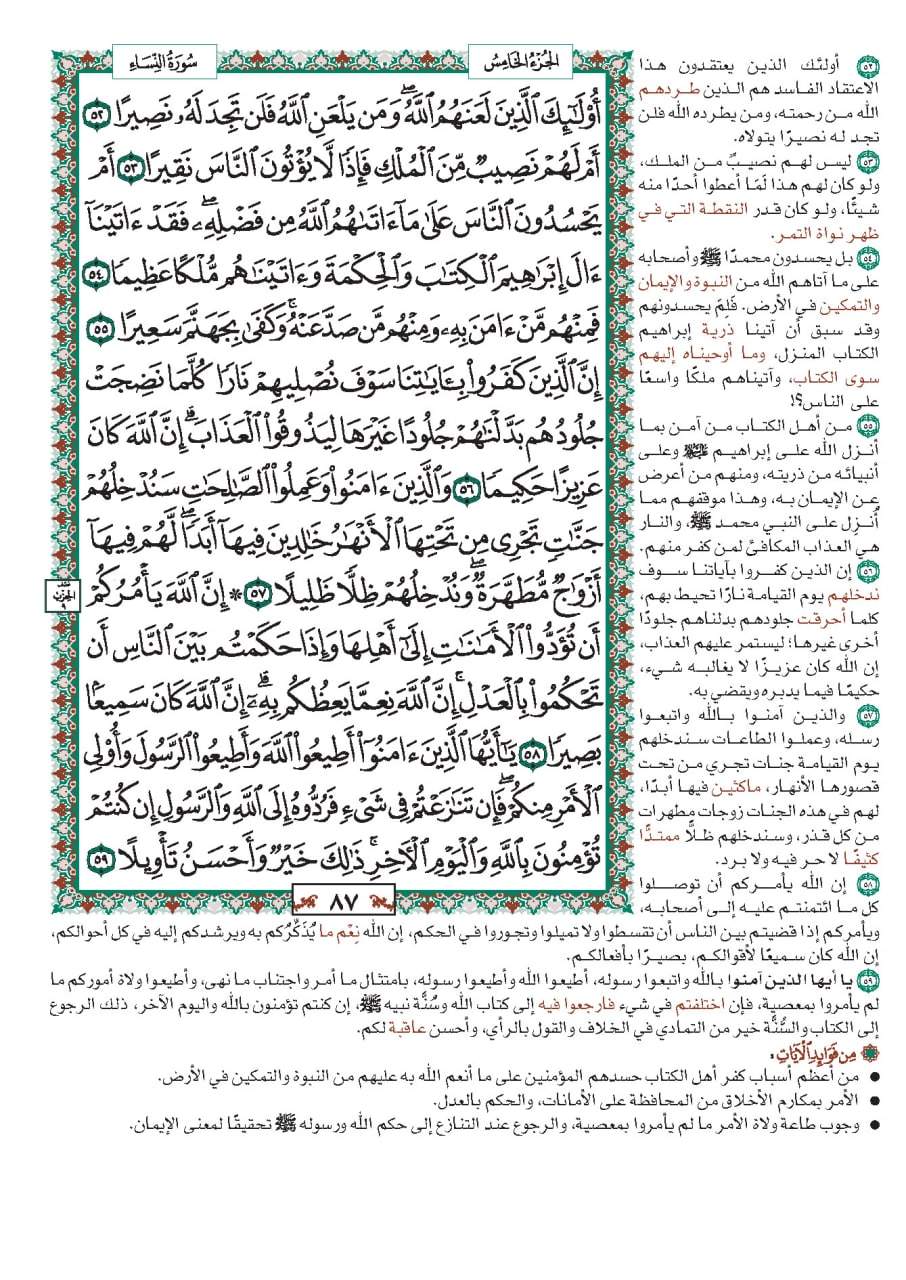 الجزء الخامس
سورة النساء
أُوْلَٰٓئِكَ ٱلَّذِينَ لَعَنَهُمُ ٱللَّهُۖ وَمَن يَلْعَنِ ٱللَّهُ فَلَن تَجِدَ لَهُۥ نَصِيرًا ٥٢
أَمْ لَهُمْ نَصِيبٌ مِّنَ ٱلْمُلْكِ فَإِذًا لَّا يُؤْتُونَ ٱلنَّاسَ نَقِيرًا ٥٣ أَمْ
يَحْسُدُونَ ٱلنَّاسَ عَلَىٰ مَآ ءَاتَىٰهُمُ ٱللَّهُ مِن فَضْلِهِۦۖ فَقَدْ ءَاتَيْنَآ
ءَالَ إِبْرَٰهِيمَ ٱلْكِتَٰبَ وَٱلْحِكْمَةَ وَءَاتَيْنَٰهُم مُّلْكًا عَظِيمًا ٥٤
فَمِنْهُم مَّنْ ءَامَنَ بِهِۦ وَمِنْهُم مَّن صَدَّ عَنْهُۚ وَكَفَىٰ بِجَهَنَّمَ سَعِيرًا ٥٥
إِنَّ ٱلَّذِينَ كَفَرُواْ بِـَٔايَٰتِنَا سَوْفَ نُصْلِيهِمْ نَارًا كُلَّمَا نَضِجَتْ
جُلُودُهُم بَدَّلْنَٰهُمْ جُلُودًا غَيْرَهَا لِيَذُوقُواْ ٱلْعَذَابَۗ إِنَّ ٱللَّهَ كَانَ
عَزِيزًا حَكِيمًا ٥٦ وَٱلَّذِينَ ءَامَنُواْ وَعَمِلُواْ ٱلصَّٰلِحَٰتِ سَنُدْخِلُهُمْ
جَنَّٰتٍ تَجْرِى مِن تَحْتِهَا ٱلْأَنْهَٰرُ خَٰلِدِينَ فِيهَآ أَبَدًاۖ لَّهُمْ فِيهَآ
أَزْوَٰجٌ مُّطَهَّرَةٌۖ وَنُدْخِلُهُمْ ظِلًّا ظَلِيلًا ٥٧ * إِنَّ ٱللَّهَ يَأْمُرُكُمْ
أَن تُؤَدُّواْ ٱلْأَمَٰنَٰتِ إِلَىٰٓ أَهْلِهَا وَإِذَا حَكَمْتُم بَيْنَ ٱلنَّاسِ أَن
تَحْكُمُواْ بِٱلْعَدْلِۚ إِنَّ ٱللَّهَ نِعِمَّا يَعِظُكُم بِهِۦٓۗ إِنَّ ٱللَّهَ كَانَ سَمِيعًۢا
بَصِيرًا ٥٨ يَٰٓأَيُّهَا ٱلَّذِينَ ءَامَنُوٓاْ أَطِيعُواْ ٱللَّهَ وَأَطِيعُواْ ٱلرَّسُولَ وَأُوْلِى
ٱلْأَمْرِ مِنكُمْۖ فَإِن تَنَٰزَعْتُمْ فِى شَىْءٍ فَرُدُّوهُ إِلَى ٱللَّهِ وَٱلرَّسُولِ إِن كُنتُمْ
تُؤْمِنُونَ بِٱللَّهِ وَٱلْيَوْمِ ٱلْأَخِرِۚ ذَٰلِكَ خَيْرٌ وَأَحْسَنُ تَأْوِيلًا ٥٩
٨٧
٥٢ أولئك الذين يعتقدون هذا
الاعتقاد الفاسد هم الذين طردهم
الله من رحمته، ومن يطرده الله فلن
تجد له نصيرًا يتولاه.
٥٣ ليس لهم نصيبٌ من الملك،
ولو كان لهم هذا لَمَا أعطوا أحدًا منه
شيئًا، ولو كان قدر النقطة التي في
ظهر نواة التمر.
٥٤ بل يحسدون محمدًا ﷺ وأصحابه
على ما آتاهم الله من النبوة والإيمان
والتمكين في الأرض. فَلِمَ يحسدونهم
وقد سبق أن آتينا ذرية إبراهيم
الكتاب المنزل، وما أوحيناه إليهم
سوى الكتاب، وآتيناهم ملكًا واسعًا
على الناس؟!
٥٥ من أهل الكتاب من آمن بما
أنزل الله على إبراهيم ﷺ وعلى
أنبيائه من ذريته، ومنهم من أعرض
عن الإيمان به، وهذا موقفهم مما
أُنزِل على النبي محمد ﷺ، والنار
هي العذاب المكافئ لمن كفر منهم.
٥٦ إن الذين كفروا بآياتنا سوف
ندخلهم يوم القيامة نارًا تحيط بهم،
كلما أحرقت جلودهم بدلناهم جلودًا
أخرى غيرها؛ ليستمر عليهم العذاب،
إن الله كان عزيزًا لا يغالبه شيء،
حكيمًا فيما يدبره ويقضي به.
٥٧ والذين آمنوا بالله واتبعوا
رسله، وعملوا الطاعات سندخلهم
يوم القيامة جنات تجري من تحت
قصورها الأنهار، ماكثين فيها أبدًا،
لهم في هذه الجنات زوجات مطهرات
من كل قذر، وسندخلهم ظلًّا ممتدًّا
كثيفًا لا حر فيه ولا برد.
٥٨ إن الله يأمركم أن توصلوا
كل ما ائتمنتم عليه إلى أصحابه،
ويأمركم إذا قضيتم بين الناس أن تقسطوا ولا تميلوا وتجوروا في الحكم، إن الله نِعْم ما يُذَكِّرُكم به ويرشدكم إليه في كل أحوالكم،
إن الله كان سميعًا لأقوالكم، بصيرًا بأفعالكم.
٥٩ يا أيها الذين آمنوا بالله واتبعوا رسوله، أطيعوا الله وأطيعوا رسوله، بامتثال ما أمر واجتناب ما نهى، وأطيعوا ولاة أموركم ما
لم يأمروا بمعصية، فإن اختلفتم في شيء فارجعوا فيه إلى كتاب الله وسُنَّة نبيه ﷺ، إن كنتم تؤمنون بالله واليوم الآخر، ذلك الرجوع
إلى الكتاب والسُّنَّة خير من التمادي في الخلاف والقول بالرأي، وأحسن عاقبة لكم.
من فوائد الآيات:
● من أعظم أسباب كفر أهل الكتاب حسدهم المؤمنين على ما أنعم الله به عليهم من النبوة والتمكين في الأرض.
● الأمر بمكارم الأخلاق من المحافظة على الأمانات، والحكم بالعدل.
● وجوب طاعة ولاة الأمر ما لم يأمروا بمعصية، والرجوع عند التنازع إلى حكم الله ورسوله ﷺ تحقيقًا لمعنى الإيمان.